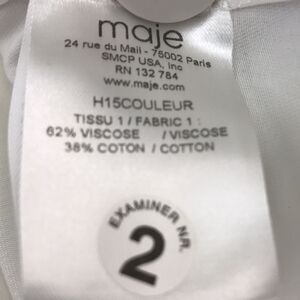 maje
24 rue du Mail - 75002 Paris
SMCP USA, Inc
RN 132 784
www.maje.com
H15COULEUR
TISSU 1 / FABRIC 1 :
62% VISCOSE / VISCOSE
38% COTON / COTTON
EXAMINER NR.
2